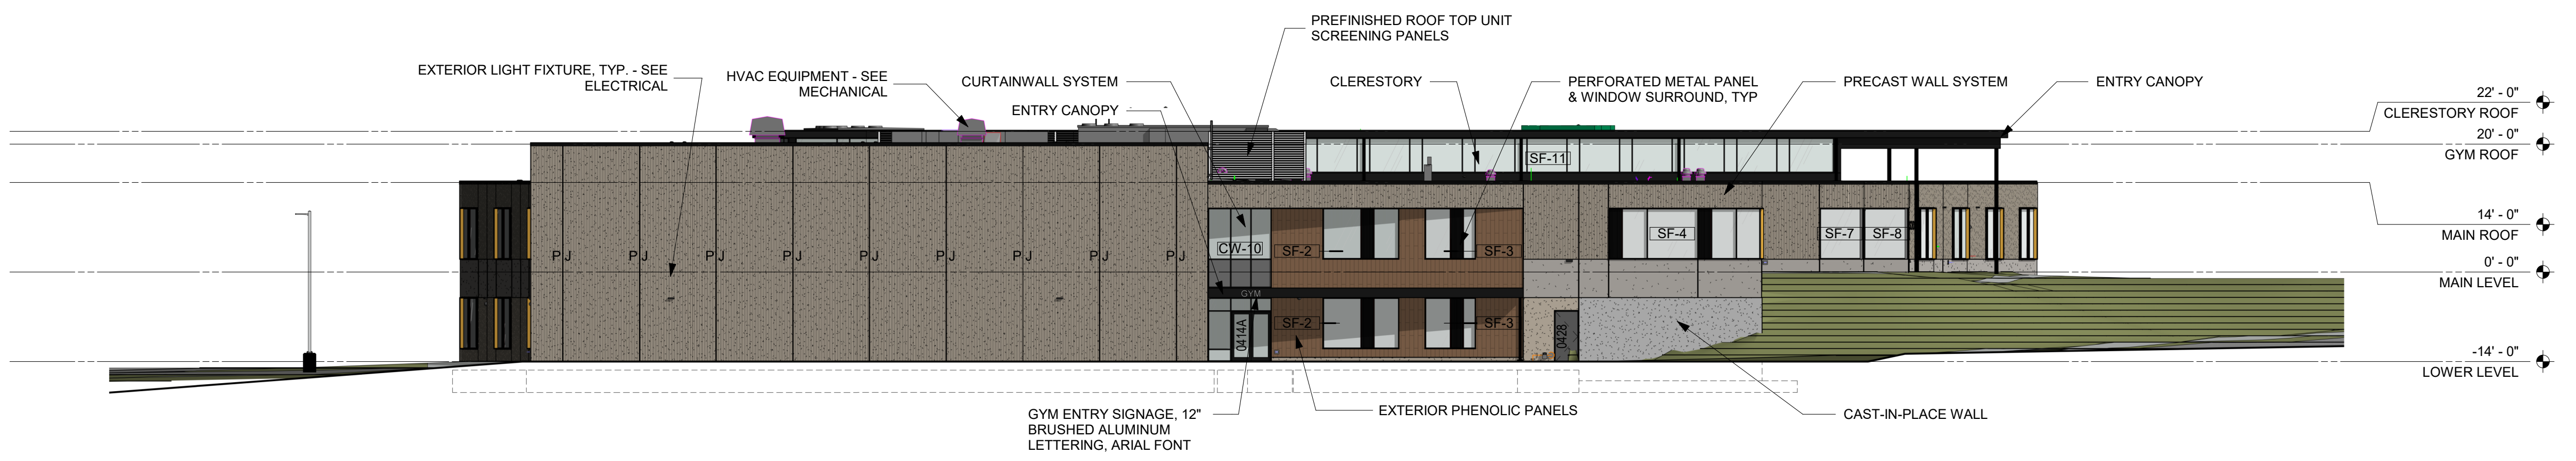 PREFINISHED ROOF TOP UNIT
SCREENING PANELS
EXTERIOR LIGHT FIXTURE, TYP. - SEE
ELECTRICAL
HVAC EQUIPMENT - SEE
MECHANICAL
CURTAINWALL SYSTEM
ENTRY CANOPY
CLERESTORY
PERFORATED METAL PANEL
& WINDOW SURROUND, TYP
PRECAST WALL SYSTEM
ENTRY CANOPY
22' - 0"
CLERESTORY ROOF
20' - 0"
GYM ROOF
14' - 0"
MAIN ROOF
0' - 0"
MAIN LEVEL
-14' - 0"
LOWER LEVEL
SF-11
PJ PJ PJ PJ PJ PJ PJ PJ PJ
CW-10
SF-2
SF-3
SF-4
SF-7
SF-8
GYM
SF-2
SF-3
0414A
0428
GYM ENTRY SIGNAGE, 12"
BRUSHED ALUMINUM
LETTERING, ARIAL FONT
EXTERIOR PHENOLIC PANELS
CAST-IN-PLACE WALL